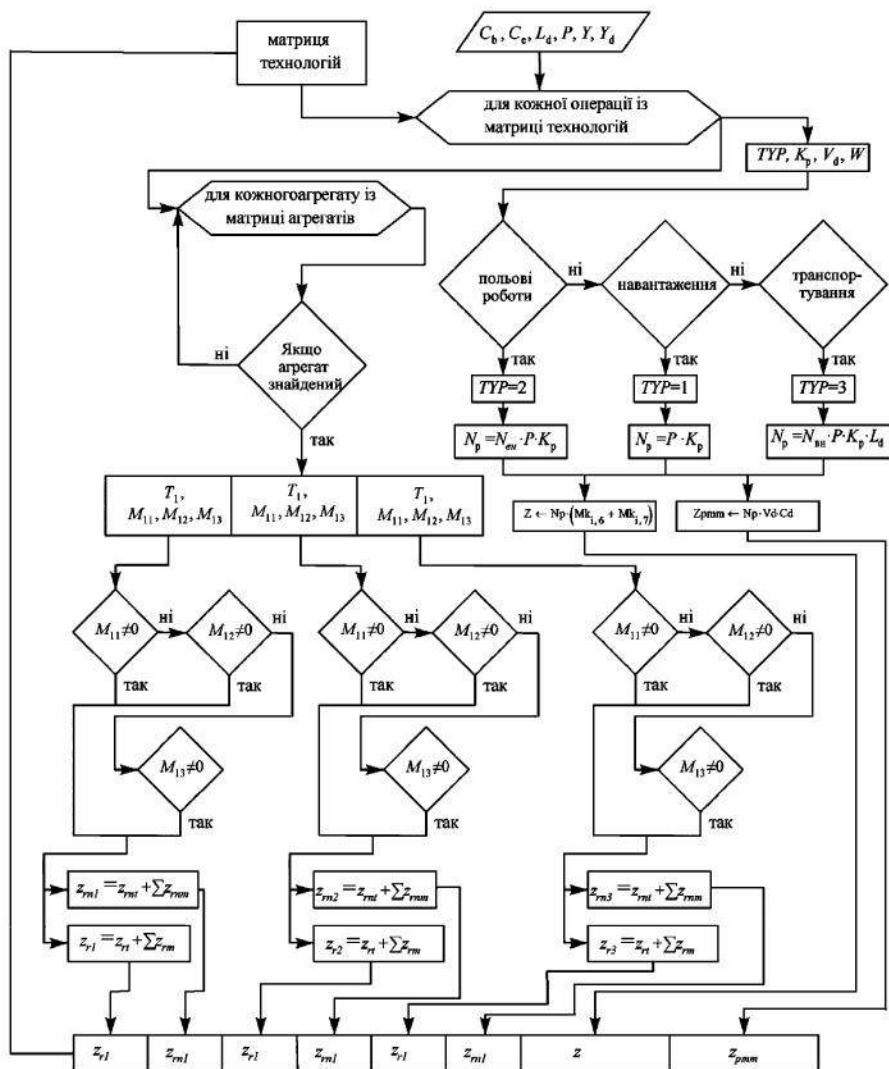 матриця
технологій
C_b, C_e, L_d, P, Y, Y_d
для кожної операції із
матриці технологій
TYP, K_p, V_d, W
для кожногоагрегату із
матриці агрегатів
польові
роботи
ні
навантаження
ні
транспор-
тування
ні
Якщо
агрегат
знайдений
так
так
так
так
TYP=2
TYP=1
TYP=3
N_p=N_ен·P·K_p
N_p=P·K_p
N_p=N_вн·P·K_p·L_d
T_1,
M_11, M_12, M_13
T_1,
M_11, M_12, M_13
T_1,
M_11, M_12, M_13
Z ← Np·(Mk_i,6 + Mk_i,7)
Zpmm ← Np·Vd·Cd
M_11≠0
ні
M_12≠0
ні
M_11≠0
ні
M_12≠0
ні
M_11≠0
ні
M_12≠0
ні
так
так
так
так
так
так
M_13≠0
M_13≠0
M_13≠0
так
так
так
z_rn1=z_rnt+∑z_rnm
z_rn2=z_rnt+∑z_rnm
z_rn3=z_rnt+∑z_rnm
z_r1=z_rt+∑z_rm
z_r2=z_rt+∑z_rm
z_r3=z_rt+∑z_rm
z_r1
z_rn1
z_r1
z_rn1
z_r1
z_rn1
z
z_pmm